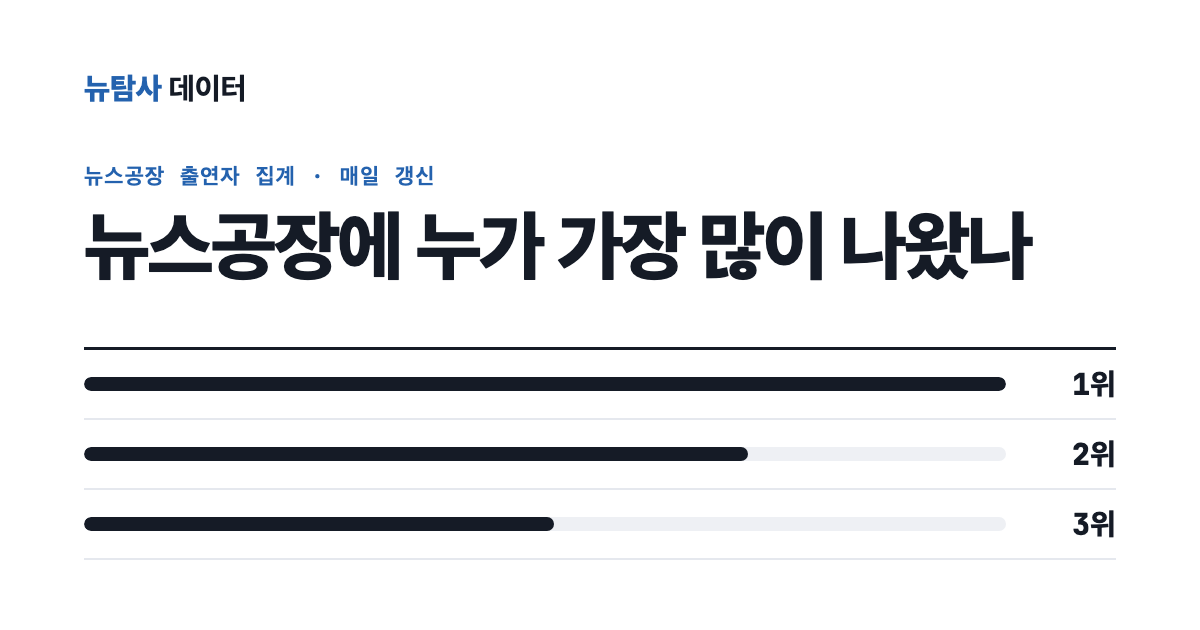 뉴탐사 데이터
뉴스공장 출연자 집계 · 매일 갱신
뉴스공장에 누가 가장 많이 나왔나
1위
2위
3위